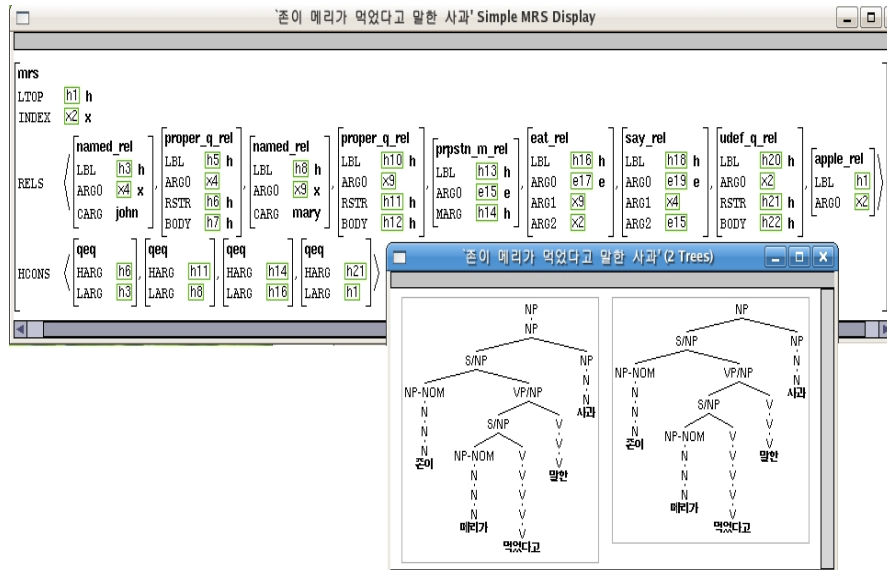 '존이 메리가 먹었다고 말한 사과' Simple MRS Display
mrs
LTOP h1 h
INDEX x2 x
RELS
named_rel
LBL h3 h
ARG0 x4 x
CARG john
proper_q_rel
LBL h5 h
ARG0 x4
RSTR h6 h
BODY h7 h
named_rel
LBL h8 h
ARG0 x9 x
CARG mary
proper_q_rel
LBL h10 h
ARG0 x9
RSTR h11 h
BODY h12 h
prpstn_m_rel
LBL h13 h
ARG0 e15 e
MARG h14 h
eat_rel
LBL h16 h
ARG0 e17 e
ARG1 x9
ARG2 x2
say_rel
LBL h18 h
ARG0 e19 e
ARG1 x4
ARG2 e15
udef_q_rel
LBL h20 h
ARG0 x2
RSTR h21 h
BODY h22 h
apple_rel
LBL h1
ARG0 x2
HCONS
qeq
HARG h6
LARG h3
qeq
HARG h11
LARG h8
qeq
HARG h14
LARG h16
qeq
HARG h21
LARG h1
'존이 메리가 먹었다고 말한 사과' (2 Trees)
NP
NP
S/NP NP
NP-NOM VP/NP N
N S/NP V N
N NP-NOM V V 사과
N N V V
N N V V
존이 N V 말한
N V
메리가 V
먹었다고
NP
S/NP NP
NP-NOM VP/NP N
N S/NP V N
N NP-NOM V V 사과
N N V V
N N V V
존이 N V 말한
N V
메리가 V
먹었다고